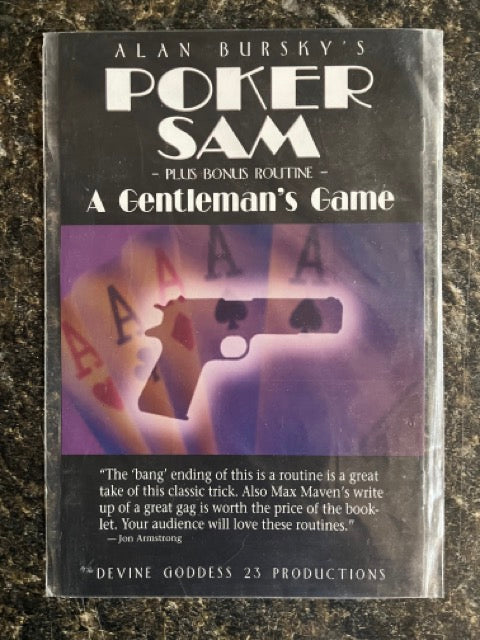 ALAN BURSKY'S
POKER
SAM
- PLUS BONUS ROUTINE -
A Gentleman's Game
A
A
A
A
A
"The 'bang' ending of this is a routine is a great
take of this classic trick. Also Max Maven's write
up of a great gag is worth the price of the book-
let. Your audience will love these routines."
— Jon Armstrong
DEVINE GODDESS 23 PRODUCTIONS